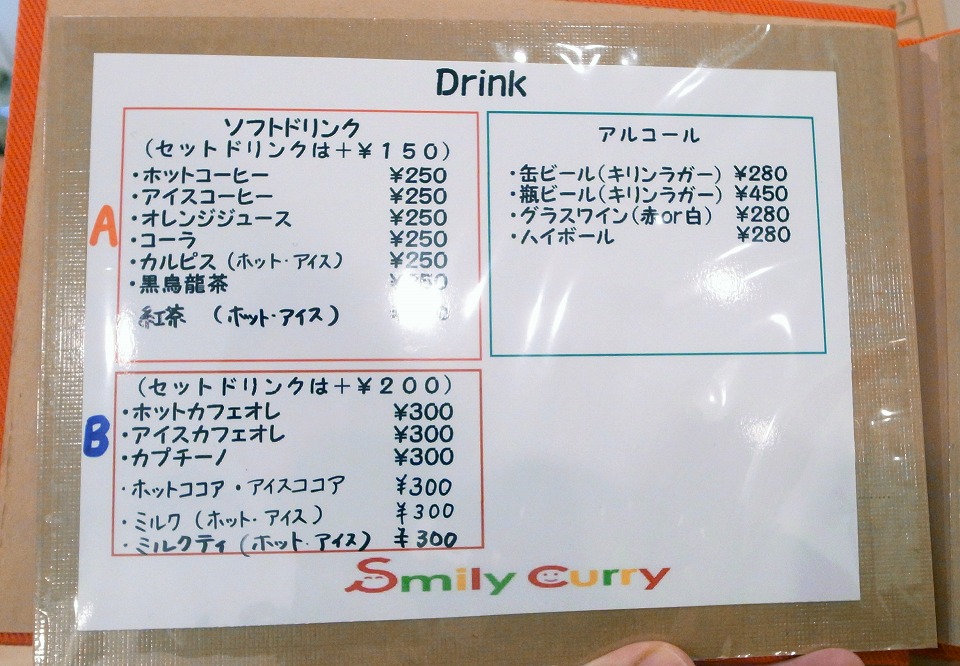 Drink
ソフトドリンク
（セットドリンクは＋￥１５０）
・ホットコーヒー ¥250
・アイスコーヒー ¥250
・オレンジジュース ¥250
・コーラ ¥250
・カルピス（ホット・アイス） ¥250
・黒烏龍茶
紅茶 （ホット・アイス）
A
（セットドリンクは＋￥２００）
・ホットカフェオレ ¥300
・アイスカフェオレ ¥300
・カプチーノ ¥300
・ホットココア・アイスココア ¥300
・ミルク（ホット・アイス） ¥300
・ミルクティ（ホット・アイス） ¥300
B
アルコール
・缶ビール（キリンラガー） ¥280
・瓶ビール（キリンラガー） ¥450
・グラスワイン（赤or白） ¥280
・ハイボール ¥280
Smily Curry